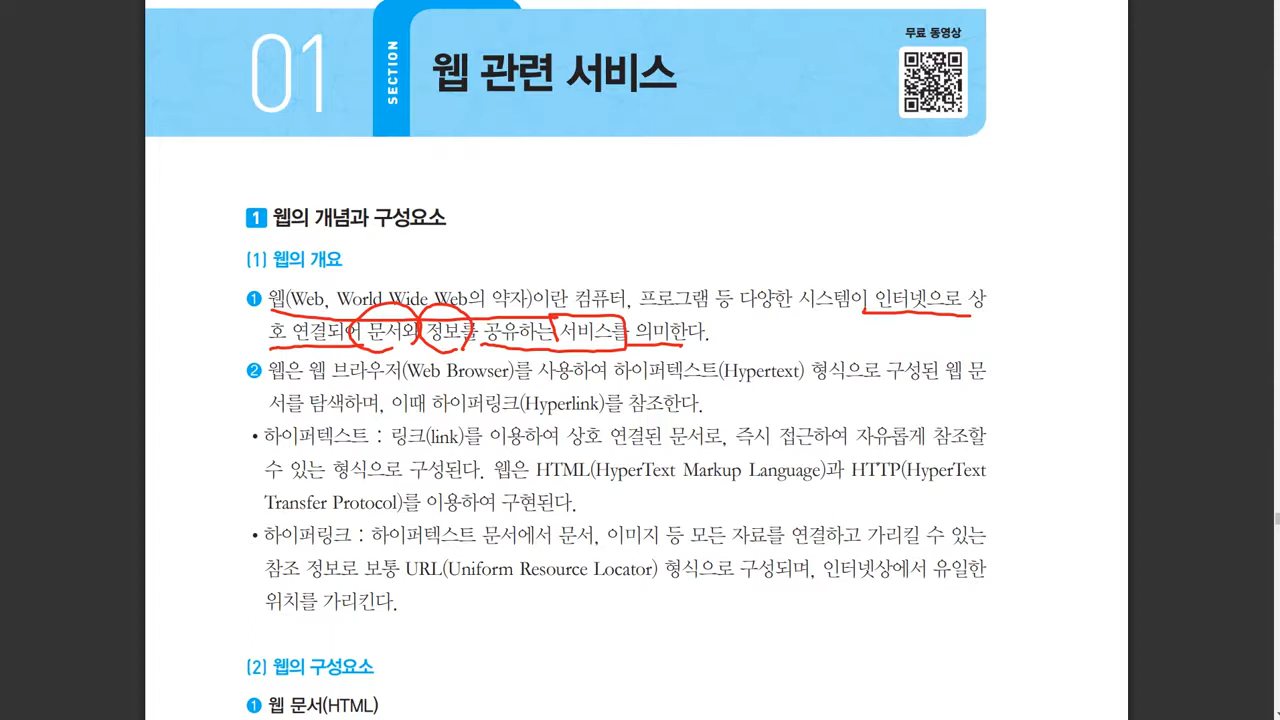 01
SECTION
웹 관련 서비스
무료 동영상
1 웹의 개념과 구성요소
(1) 웹의 개요
❶ 웹(Web, World Wide Web의 약자)이란 컴퓨터, 프로그램 등 다양한 시스템이 인터넷으로 상
호 연결되어 문서와 정보를 공유하는 서비스를 의미한다.
❷ 웹은 웹 브라우저(Web Browser)를 사용하여 하이퍼텍스트(Hypertext) 형식으로 구성된 웹 문
서를 탐색하며, 이때 하이퍼링크(Hyperlink)를 참조한다.
• 하이퍼텍스트 : 링크(link)를 이용하여 상호 연결된 문서로, 즉시 접근하여 자유롭게 참조할
수 있는 형식으로 구성된다. 웹은 HTML(HyperText Markup Language)과 HTTP(HyperText
Transfer Protocol)를 이용하여 구현된다.
• 하이퍼링크 : 하이퍼텍스트 문서에서 문서, 이미지 등 모든 자료를 연결하고 가리킬 수 있는
참조 정보로 보통 URL(Uniform Resource Locator) 형식으로 구성되며, 인터넷상에서 유일한
위치를 가리킨다.
(2) 웹의 구성요소
❶ 웹 문서(HTML)